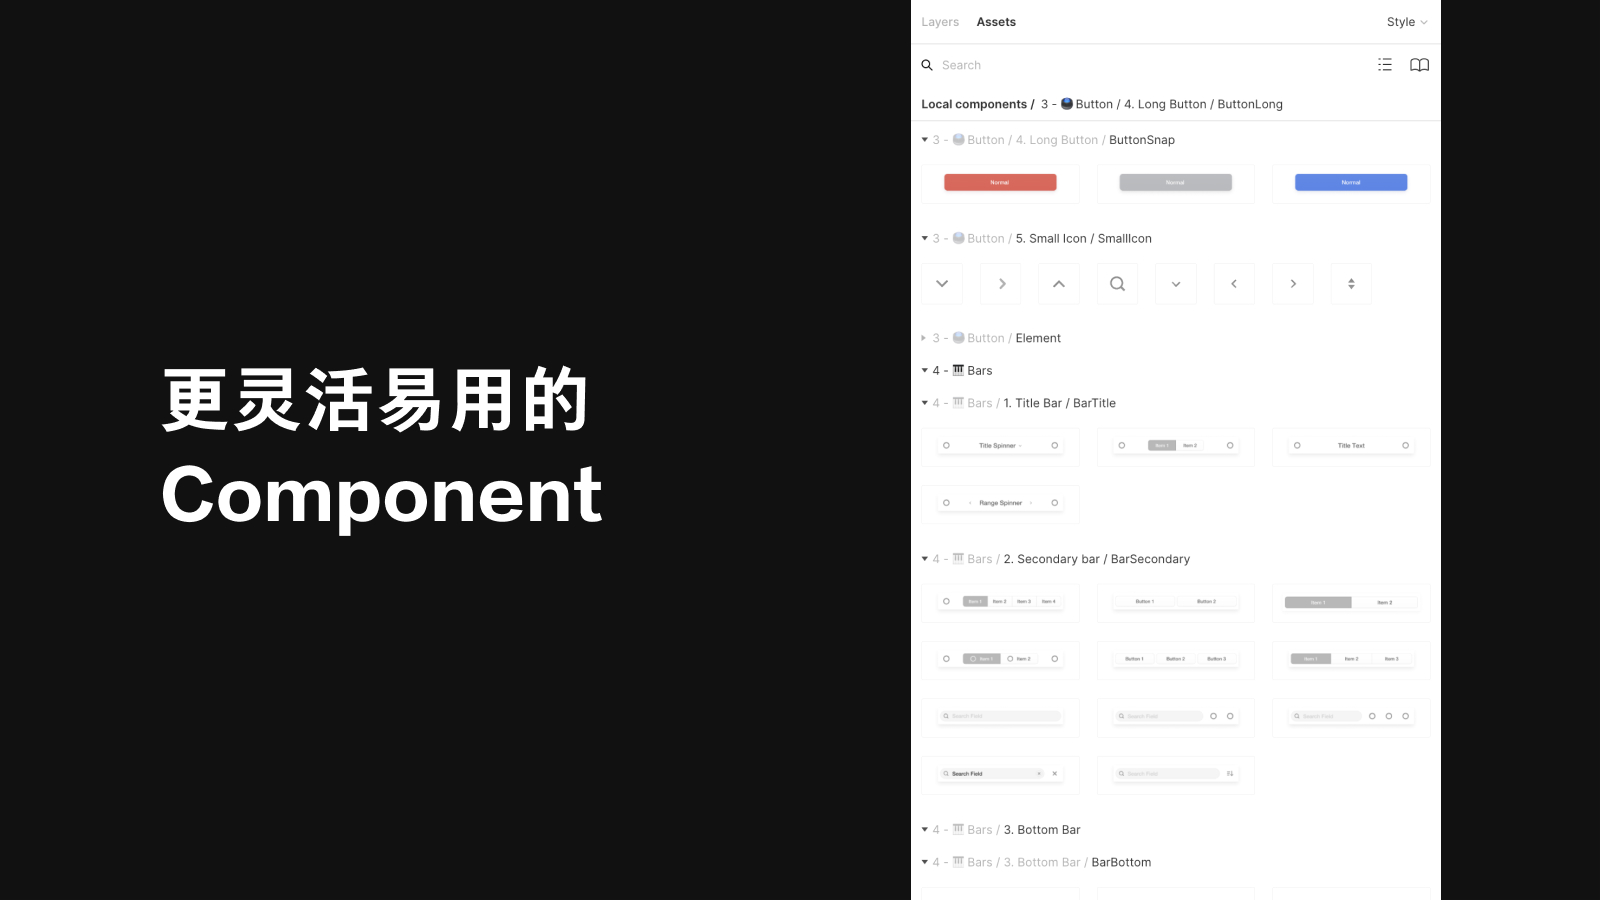 更灵活易用的
Component
Layers Assets Style
Search
Local components / 3 - Button / 4. Long Button / ButtonLong
3 - Button / 4. Long Button / ButtonSnap
Normal Normal Normal
3 - Button / 5. Small Icon / SmallIcon
3 - Button / Element
4 - Bars
4 - Bars / 1. Title Bar / BarTitle
Title Spinner Item 1 Item 2 Title Text
Range Spinner
4 - Bars / 2. Secondary bar / BarSecondary
Item 1 Item 2 Item 3 Item 4 Button 1 Button 2 Item 1 Item 2
Item 1 Item 2 Button 1 Button 2 Button 3 Item 1 Item 2 Item 3
Search Field Search Field Search Field
Search Field Search Field
4 - Bars / 3. Bottom Bar
4 - Bars / 3. Bottom Bar / BarBottom